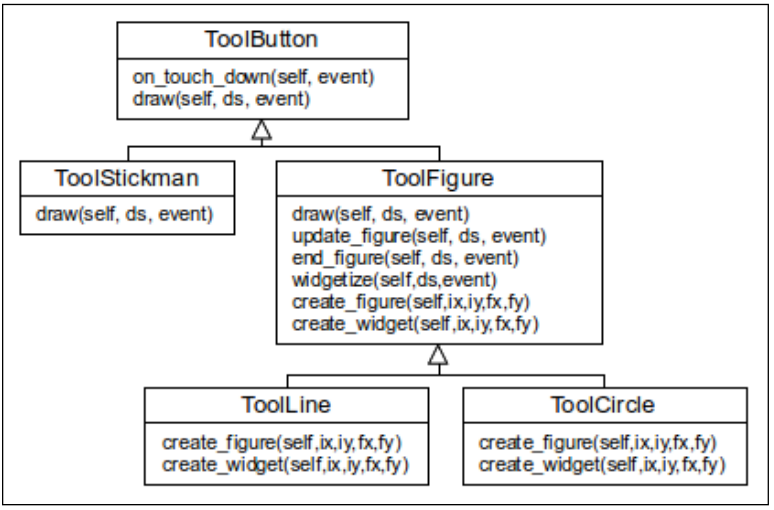 ToolButton
on_touch_down(self, event)
draw(self, ds, event)
ToolStickman
draw(self, ds, event)
ToolFigure
draw(self, ds, event)
update_figure(self, ds, event)
end_figure(self, ds, event)
widgetize(self,ds,event)
create_figure(self,ix,iy,fx,fy)
create_widget(self,ix,iy,fx,fy)
ToolLine
create_figure(self,ix,iy,fx,fy)
create_widget(self,ix,iy,fx,fy)
ToolCircle
create_figure(self,ix,iy,fx,fy)
create_widget(self,ix,iy,fx,fy)